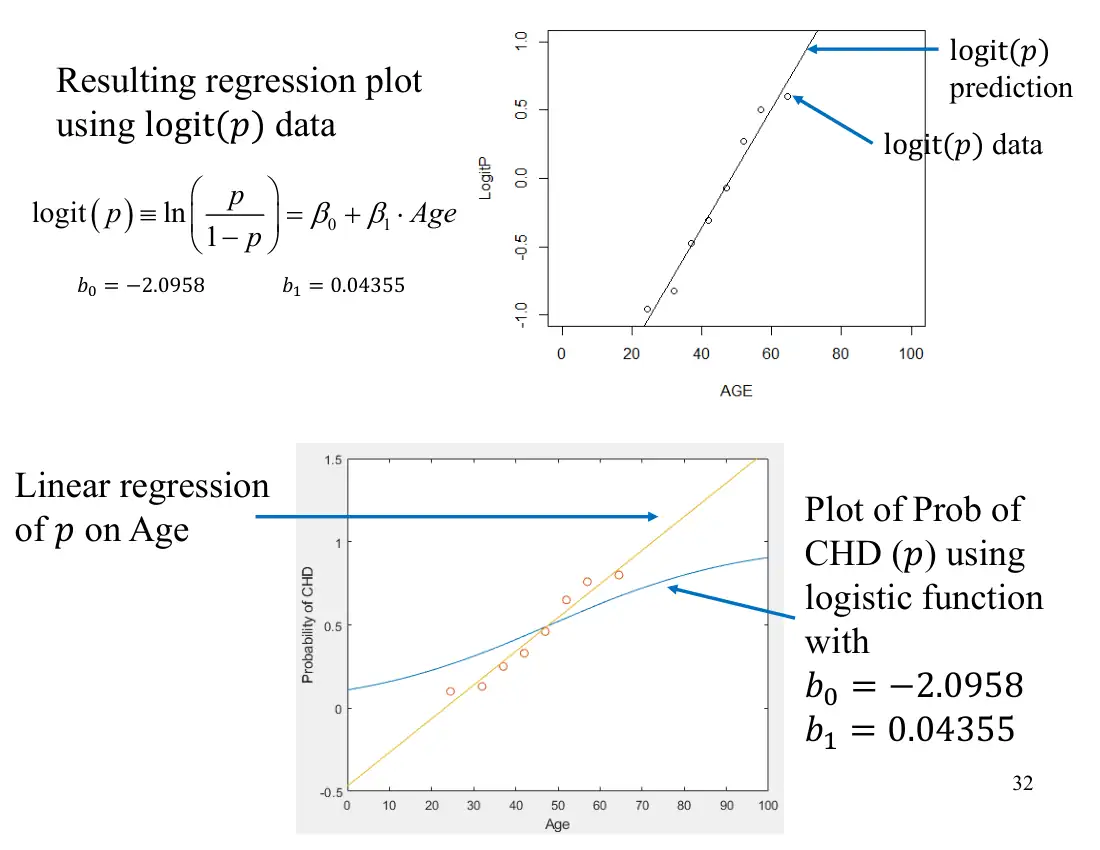 Resulting regression plot
using logit(𝑝) data
logit(p) ≡ ln(p / (1 − p)) = β₀ + β₁ · Age
𝑏₀ = −2.0958
𝑏₁ = 0.04355
LogitP
1.0
0.5
0.0
-0.5
-1.0
0 20 40 60 80 100
AGE
logit(𝑝)
prediction
logit(𝑝) data
Linear regression
of 𝑝 on Age
Probability of CHD
1.5
1
0.5
0
-0.5
0 10 20 30 40 50 60 70 80 90 100
Age
Plot of Prob of
CHD (𝑝) using
logistic function
with
𝑏₀ = −2.0958
𝑏₁ = 0.04355
32